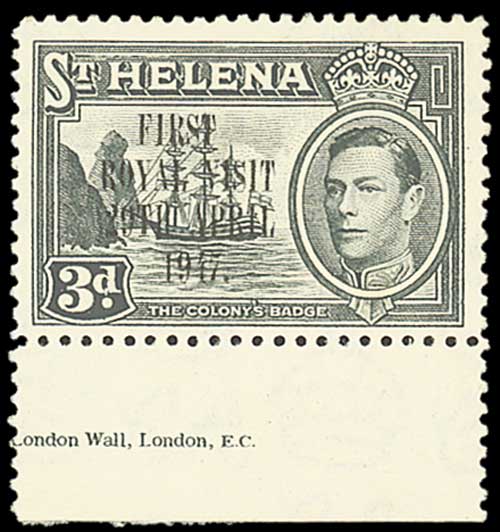 ST HELENA
FIRST
ROYAL VISIT
29TH APRIL
1947.
3d
THE COLONY'S BADGE
London Wall, London, E.C.